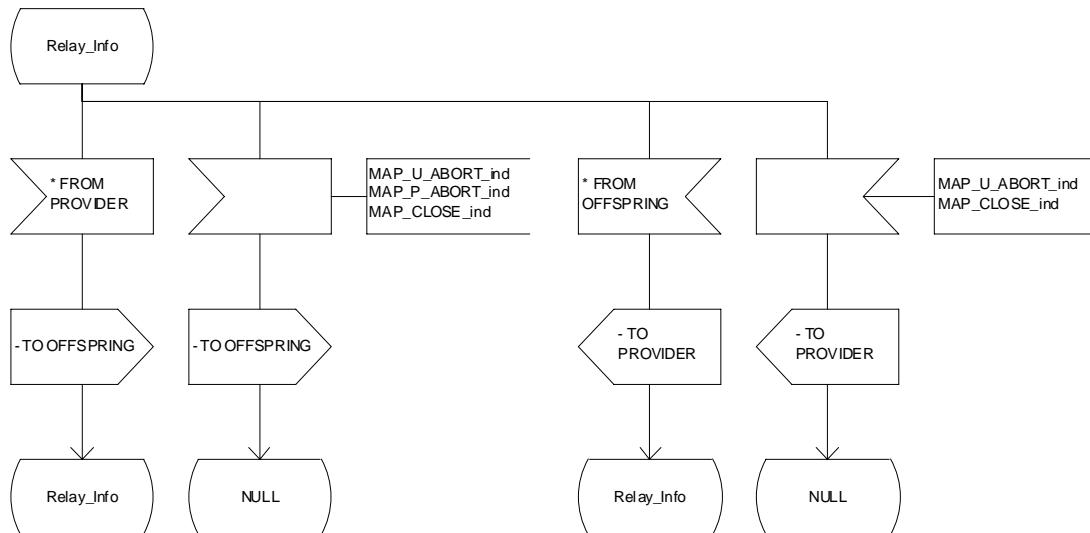 Relay_Info
* FROM
PROVIDER
MAP_U_ABORT_ind
MAP_P_ABORT_ind
MAP_CLOSE_ind
* FROM
OFFSPRING
MAP_U_ABORT_ind
MAP_CLOSE_ind
- TO OFFSPRING
- TO OFFSPRING
- TO
PROVIDER
- TO
PROVIDER
Relay_Info
NULL
Relay_Info
NULL